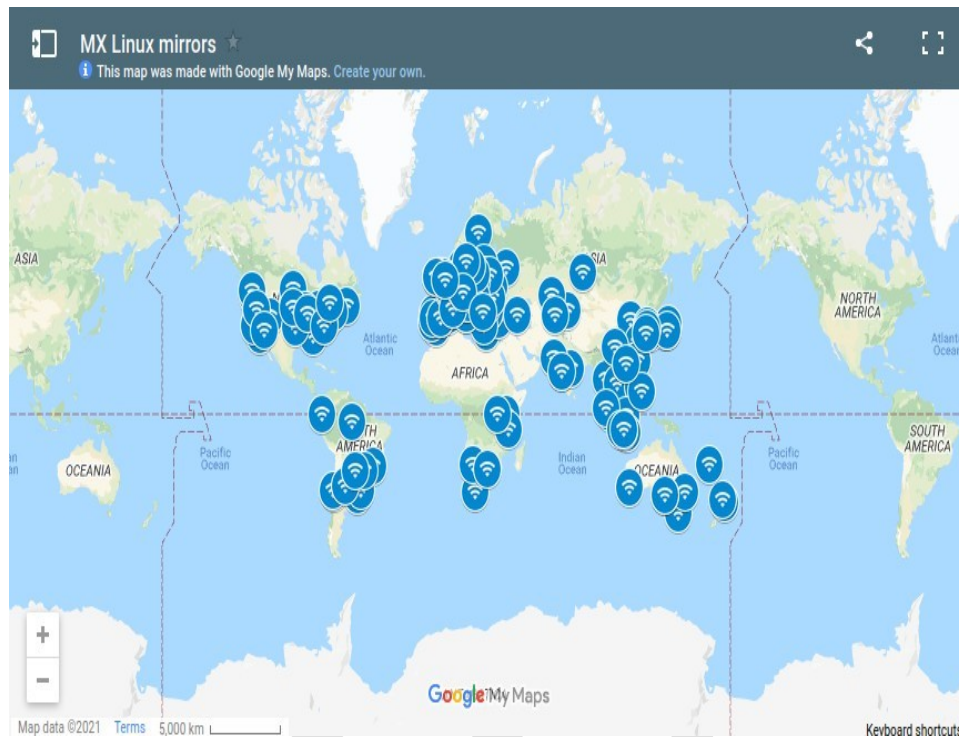 MX Linux mirrors
This map was made with Google My Maps. Create your own.
ASIA
NORTH
AMERICA
Atlantic
Ocean
AFRICA
Pacific
Ocean
AMERICA
Indian
Ocean
OCEANIA
OCEANIA
Pacific
Ocean
SOUTH
AMERICA
Google My Maps
Map data ©2021 Terms 5,000 km
Keyboard shortcuts